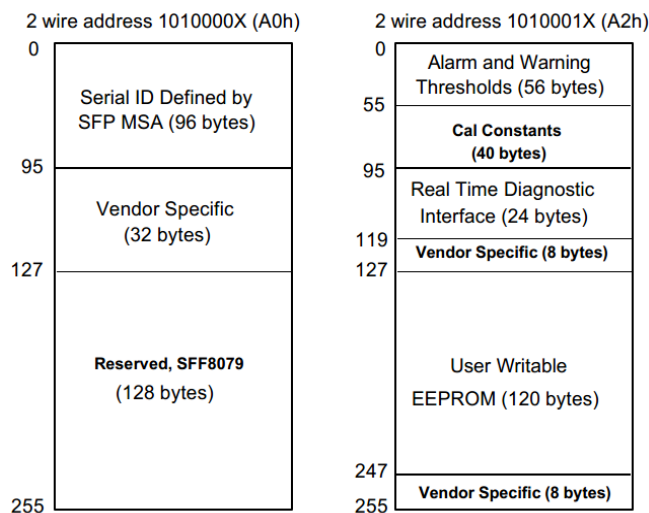 2 wire address 1010000X (A0h)
0
Serial ID Defined by
SFP MSA (96 bytes)
95
Vendor Specific
(32 bytes)
127
Reserved, SFF8079
(128 bytes)
255
2 wire address 1010001X (A2h)
0
Alarm and Warning
Thresholds (56 bytes)
55
Cal Constants
(40 bytes)
95
Real Time Diagnostic
Interface (24 bytes)
119
Vendor Specific (8 bytes)
127
User Writable
EEPROM (120 bytes)
247
Vendor Specific (8 bytes)
255